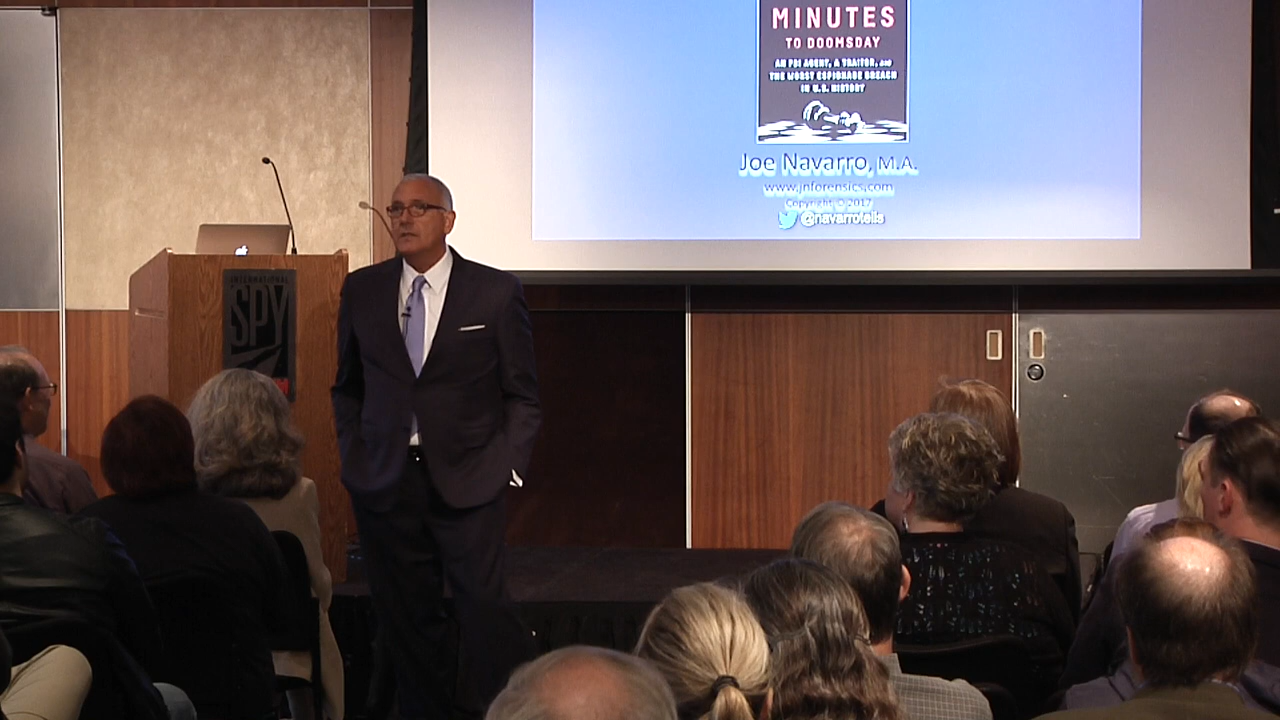 MINUTES
TO DOOMSDAY
AN FBI AGENT, A TRAITOR, AND
THE WORST ESPIONAGE BREACH
IN U.S. HISTORY
Joe Navarro, M.A.
www.jnforensics.com
Copyright © 2017
@navarrotells
INTERNATIONAL
SPY